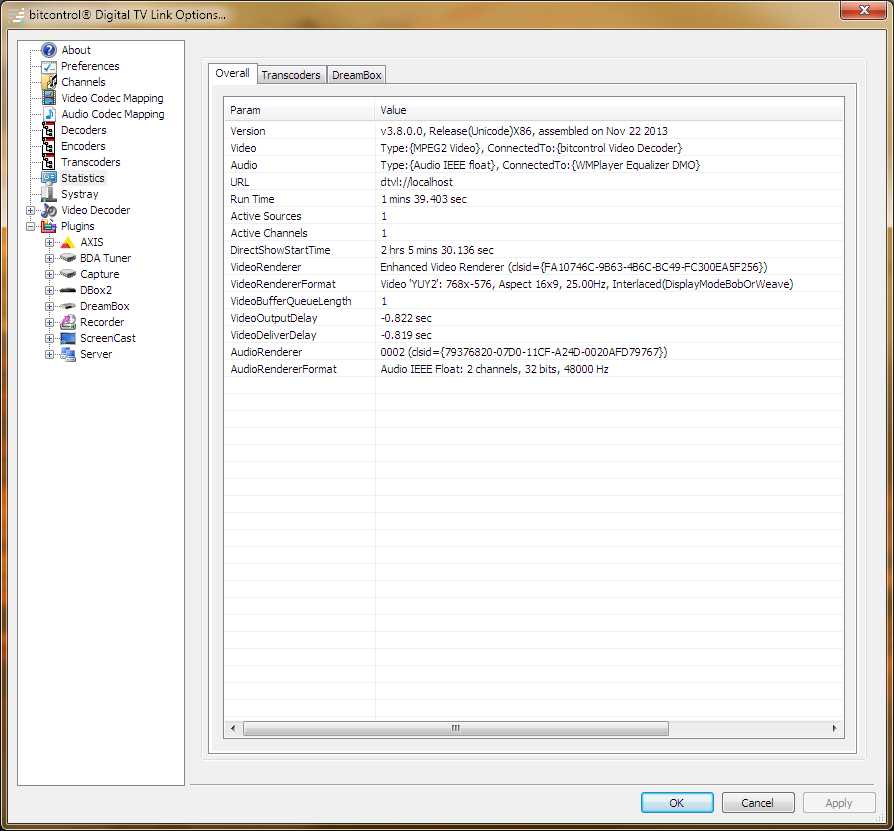 bitcontrol® Digital TV Link Options...
About
Preferences
Channels
Video Codec Mapping
Audio Codec Mapping
Decoders
Encoders
Transcoders
Statistics
Systray
Video Decoder
Plugins
AXIS
BDA Tuner
Capture
DBox2
DreamBox
Recorder
ScreenCast
Server
Overall Transcoders DreamBox
Param Value
Version v3.8.0.0, Release(Unicode)X86, assembled on Nov 22 2013
Video Type:{MPEG2 Video}, ConnectedTo:{bitcontrol Video Decoder}
Audio Type:{Audio IEEE float}, ConnectedTo:{WMPlayer Equalizer DMO}
URL dtvl://localhost
Run Time 1 mins 39.403 sec
Active Sources 1
Active Channels 1
DirectShowStartTime 2 hrs 5 mins 30.136 sec
VideoRenderer Enhanced Video Renderer (clsid={FA10746C-9B63-4B6C-BC49-FC300EA5F256})
VideoRendererFormat Video 'YUY2': 768x-576, Aspect 16x9, 25.00Hz, Interlaced(DisplayModeBobOrWeave)
VideoBufferQueueLength 1
VideoOutputDelay -0.822 sec
VideoDeliverDelay -0.819 sec
AudioRenderer 0002 (clsid={79376820-07D0-11CF-A24D-0020AFD79767})
AudioRendererFormat Audio IEEE Float: 2 channels, 32 bits, 48000 Hz
OK Cancel Apply